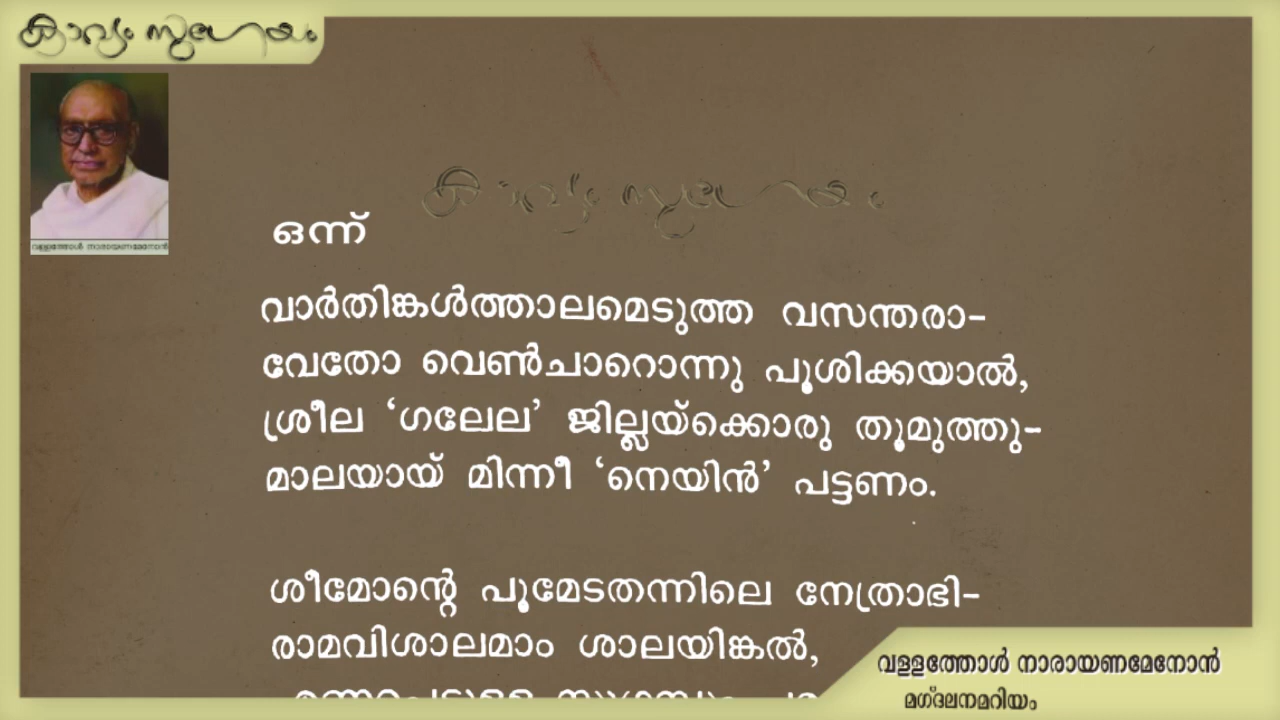 കാവ്യം സുഗേയം
വള്ളത്തോൾ നാരായണമേനോൻ
കാവ്യം സുഗേയം
ഒന്ന്
വാർതിങ്കൾത്താലമെടുത്ത വസന്തരാ-
വേതോ വെൺചാറൊന്നു പൂശിക്കയാൽ,
ശ്രീല ‘ഗലേല’ ജില്ലയ്ക്കൊരു തൂമുത്തു-
മാലയായ് മിന്നീ ‘നെയിൻ’ പട്ടണം.
ശീമോന്റെ പൂമേടതന്നിലെ നേത്രാഭി-
രാമവിശാലമാം ശാലയിങ്കൽ,
വള്ളത്തോൾ നാരായണമേനോൻ
മഗ്ദലനമറിയം